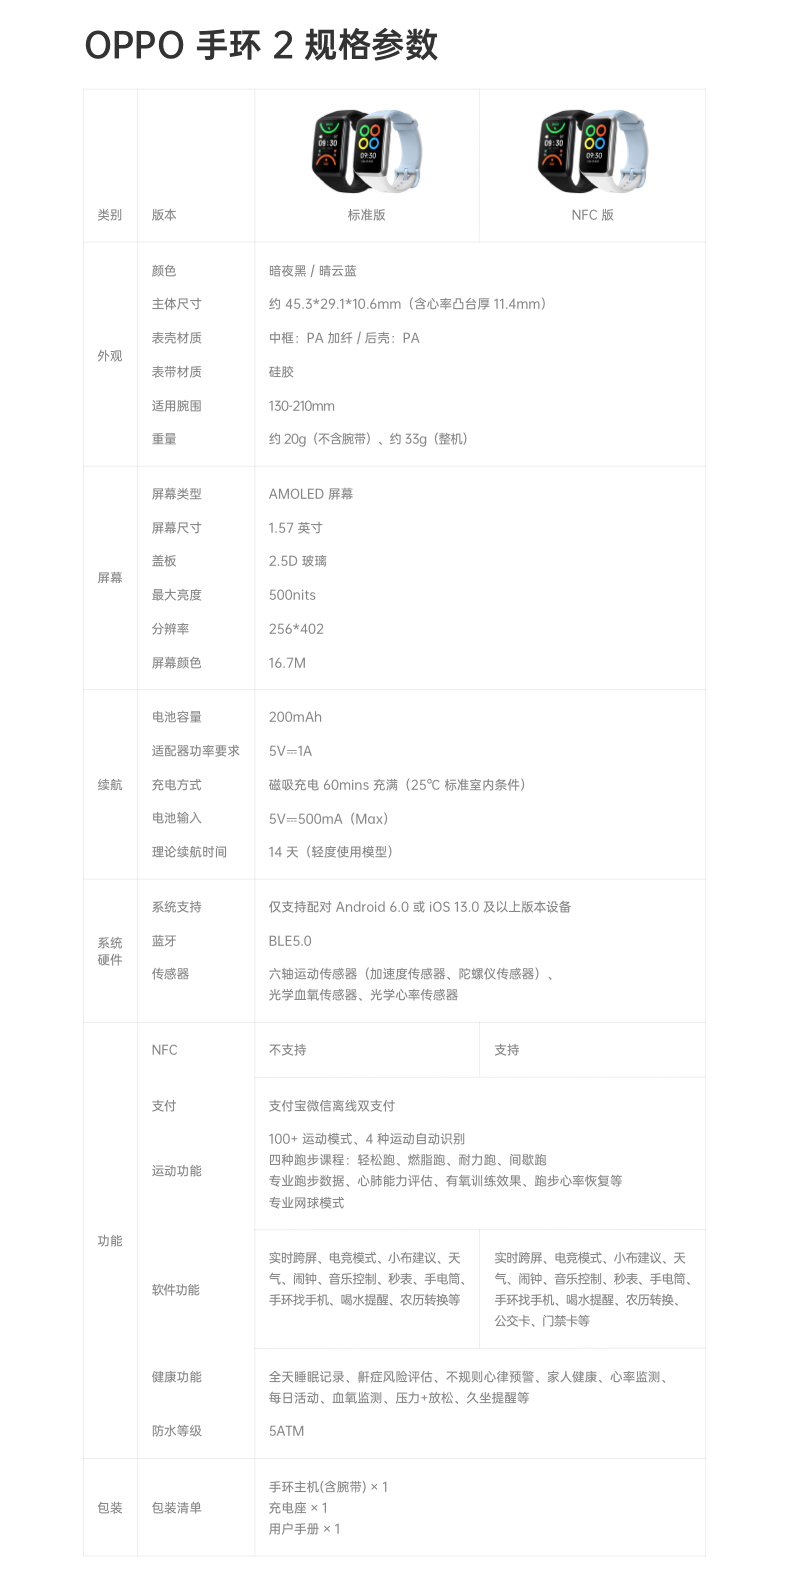 OPPO 手环 2 规格参数
09:30
09:30
09:30
09:30
类别
版本
标准版
NFC 版
外观
颜色
暗夜黑 / 晴云蓝
主体尺寸
约 45.3*29.1*10.6mm（含心率凸台厚 11.4mm）
表壳材质
中框：PA 加纤 / 后壳：PA
表带材质
硅胶
适用腕围
130-210mm
重量
约 20g（不含腕带）、约 33g（整机）
屏幕
屏幕类型
AMOLED 屏幕
屏幕尺寸
1.57 英寸
盖板
2.5D 玻璃
最大亮度
500nits
分辨率
256*402
屏幕颜色
16.7M
续航
电池容量
200mAh
适配器功率要求
5V⎓1A
充电方式
磁吸充电 60mins 充满（25℃ 标准室内条件）
电池输入
5V⎓500mA（Max）
理论续航时间
14 天（轻度使用模型）
系统
硬件
系统支持
仅支持配对 Android 6.0 或 iOS 13.0 及以上版本设备
蓝牙
BLE5.0
传感器
六轴运动传感器（加速度传感器、陀螺仪传感器）、
光学血氧传感器、光学心率传感器
功能
NFC
不支持
支持
支付
支付宝微信离线双支付
运动功能
100+ 运动模式、4 种运动自动识别
四种跑步课程：轻松跑、燃脂跑、耐力跑、间歇跑
专业跑步数据、心肺能力评估、有氧训练效果、跑步心率恢复等
专业网球模式
软件功能
实时跨屏、电竞模式、小布建议、天
气、闹钟、音乐控制、秒表、手电筒、
手环找手机、喝水提醒、农历转换等
实时跨屏、电竞模式、小布建议、天
气、闹钟、音乐控制、秒表、手电筒、
手环找手机、喝水提醒、农历转换、
公交卡、门禁卡等
健康功能
全天睡眠记录、鼾症风险评估、不规则心律预警、家人健康、心率监测、
每日活动、血氧监测、压力+放松、久坐提醒等
防水等级
5ATM
包装
包装清单
手环主机(含腕带) × 1
充电座 × 1
用户手册 × 1